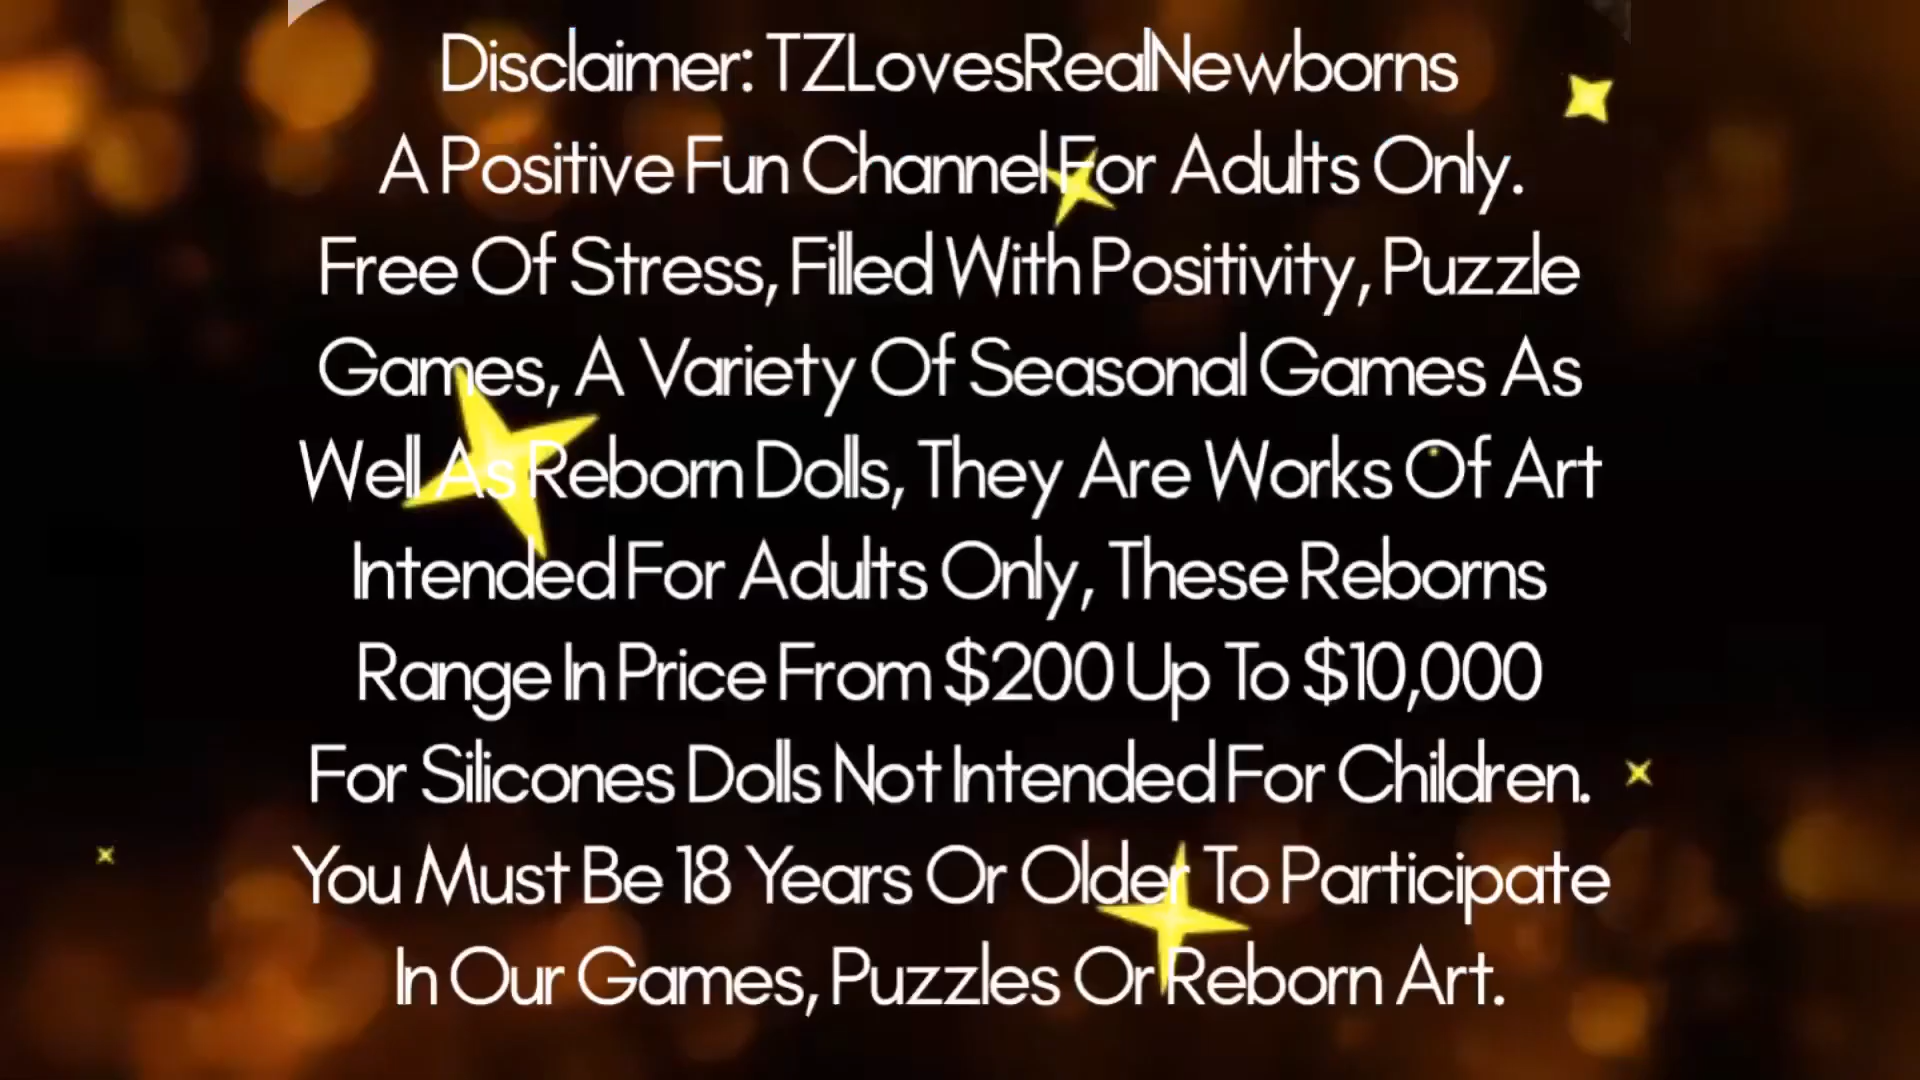 Disclaimer: TZLovesRealNewborns
A Positive Fun Channel For Adults Only.
Free Of Stress, Filled With Positivity, Puzzle
Games, A Variety Of Seasonal Games As
Well As Reborn Dolls, They Are Works Of Art
Intended For Adults Only, These Reborns
Range In Price From $200 Up To $10,000
For Silicones Dolls Not Intended For Children.
You Must Be 18 Years Or Older To Participate
In Our Games, Puzzles Or Reborn Art.